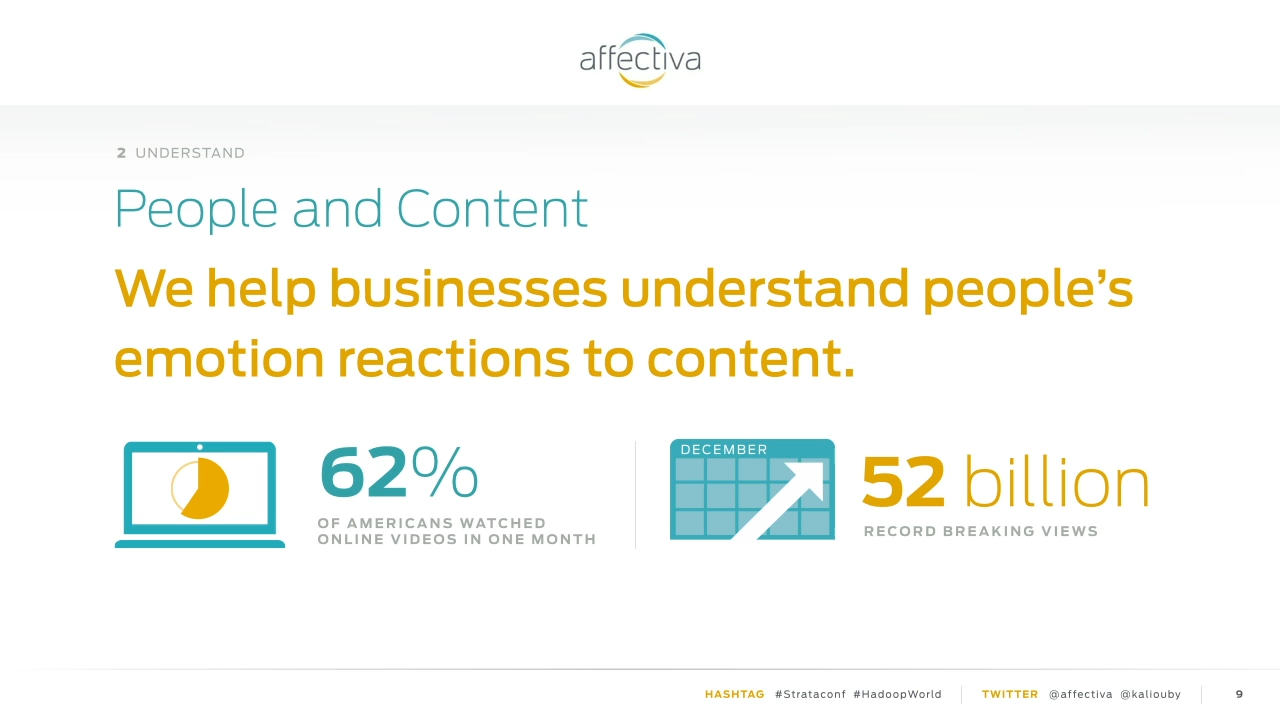 affectiva
2 UNDERSTAND
People and Content
We help businesses understand people’s
emotion reactions to content.
62%
OF AMERICANS WATCHED
ONLINE VIDEOS IN ONE MONTH
DECEMBER
52 billion
RECORD BREAKING VIEWS
HASHTAG #Strataconf #HadoopWorld TWITTER @affectiva @kaliouby 9